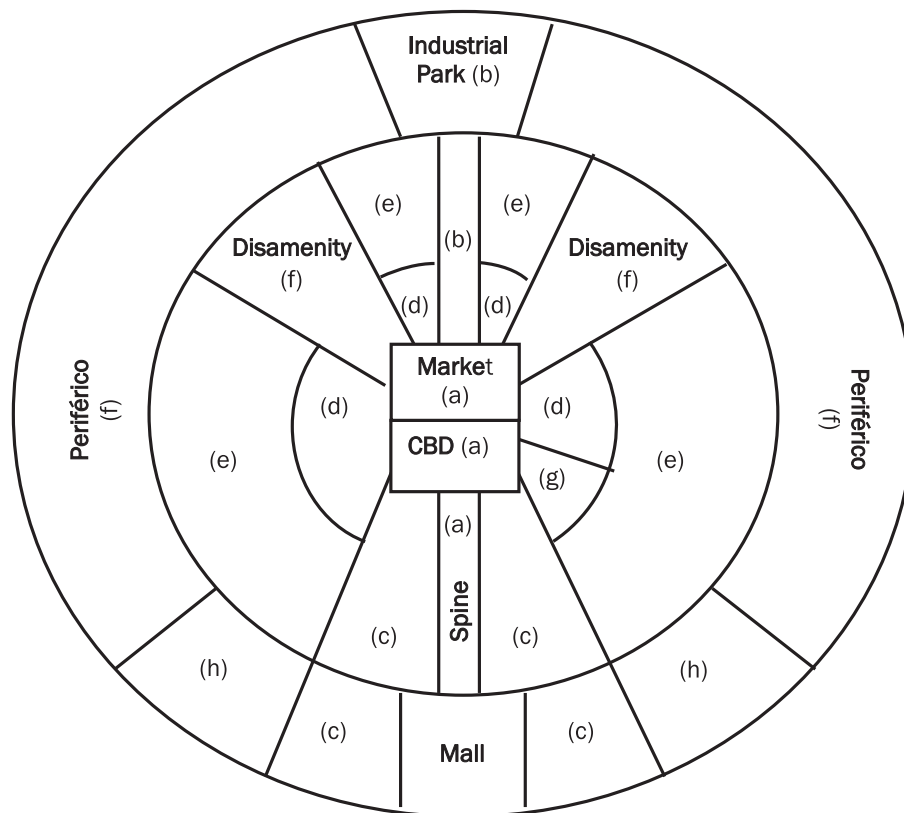 Industrial
Park (b)
(e)
(e)
(b)
Disamenity
(f)
Disamenity
(f)
(d)
(d)
Market
(a)
Periférico
(f)
(d)
(d)
Periférico
(f)
CBD (a)
(e)
(e)
(g)
(a)
Spine
(c)
(c)
(h)
(h)
(c)
(c)
Mall